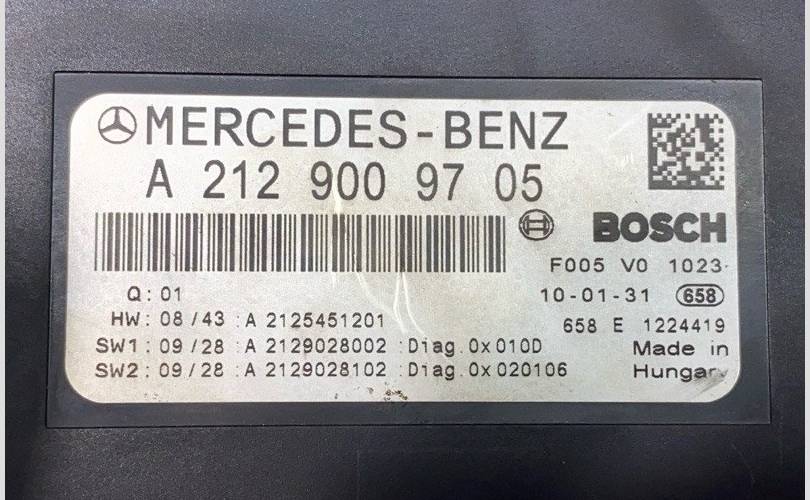 MERCEDES-BENZ
A 212 900 97 05
BOSCH
F005 V0 1023
Q: 01
10-01-31 658
HW: 08/43 :A 2125451201
658 E 1224419
SW1: 09/28 :A 2129028002 :Diag.0x010D
Made in
SW2: 09/28 :A 2129028102 :Diag.0x020106
Hungary